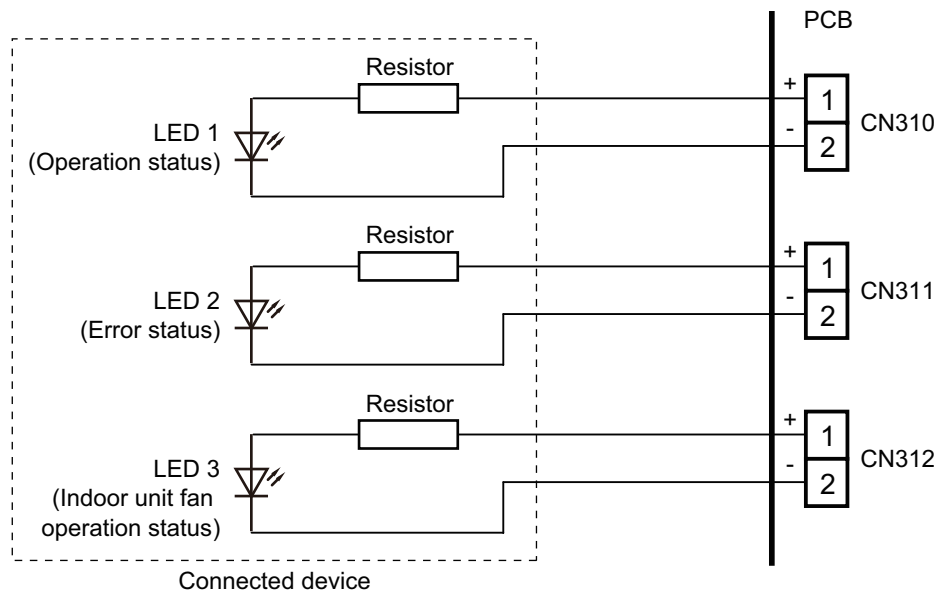 PCB
Resistor
+
1
CN310
LED 1
(Operation status)
-
2
Resistor
+
1
CN311
LED 2
(Error status)
-
2
Resistor
+
1
CN312
LED 3
(Indoor unit fan
operation status)
-
2
Connected device